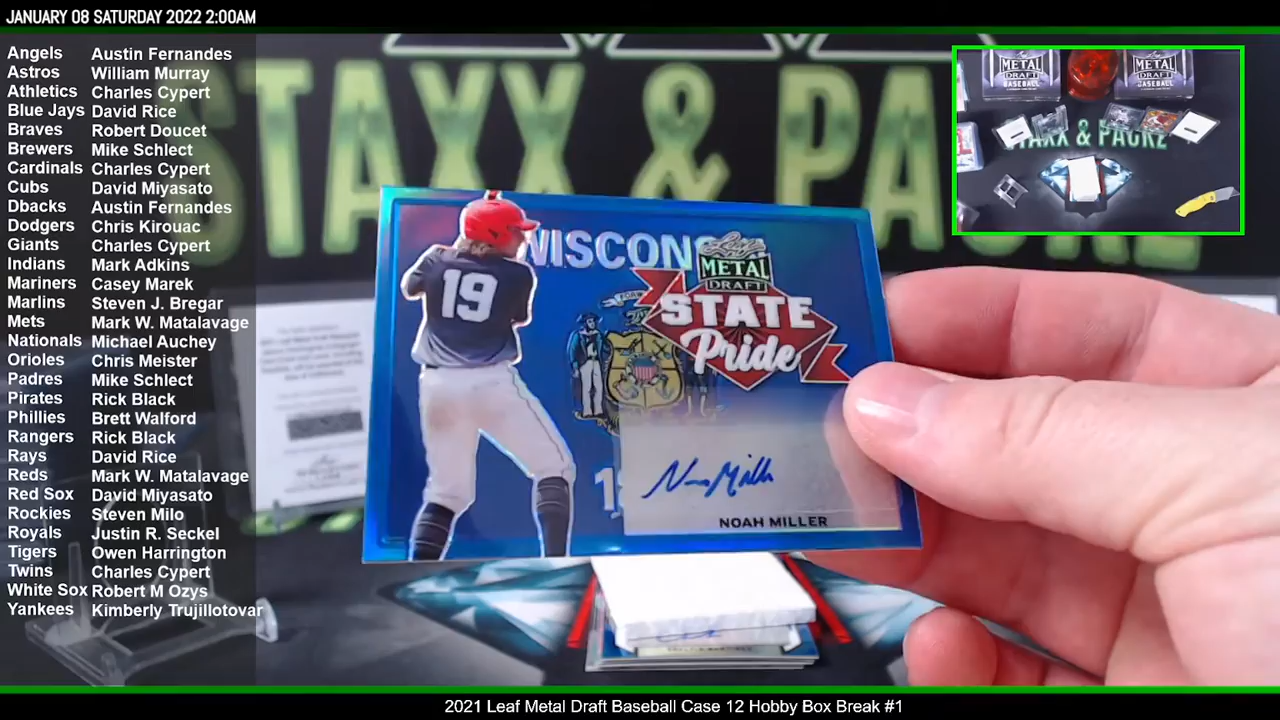 JANUARY 08 SATURDAY 2022 2:00AM
Angels Austin Fernandes
Astros William Murray
Athletics Charles Cypert
Blue Jays David Rice
Braves Robert Doucet
Brewers Mike Schlect
Cardinals Charles Cypert
Cubs David Miyasato
Dbacks Austin Fernandes
Dodgers Chris Kirouac
Giants Charles Cypert
Indians Mark Adkins
Mariners Casey Marek
Marlins Steven J. Bregar
Mets Mark W. Matalavage
Nationals Michael Auchey
Orioles Chris Meister
Padres Mike Schlect
Pirates Rick Black
Phillies Brett Walford
Rangers Rick Black
Rays David Rice
Reds Mark W. Matalavage
Red Sox David Miyasato
Rockies Steven Milo
Royals Justin R. Seckel
Tigers Owen Harrington
Twins Charles Cypert
White Sox Robert M Ozys
Yankees Kimberly Trujillotovar
STAXX & PACKZ
METAL
DRAFT
BASEBALL
METAL
DRAFT
BASEBALL
STAXX & PACKZ
WISCONS
Leaf
METAL
DRAFT
STATE
Pride
19
Noah Miller
NOAH MILLER
2021 Leaf Metal Draft Baseball Case 12 Hobby Box Break #1